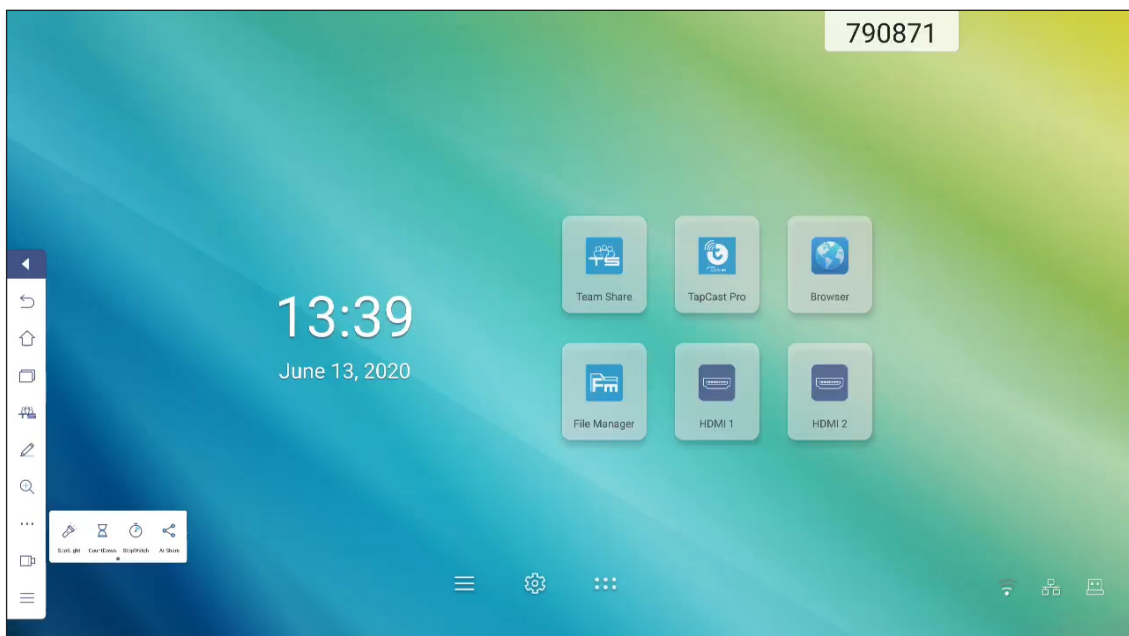 790871
Team Share
TapCast Pro
Browser
13:39
June 13, 2020
File Manager
HDMI 1
HDMI 2
SpotLight
CountDown
StopWatch
AI Share